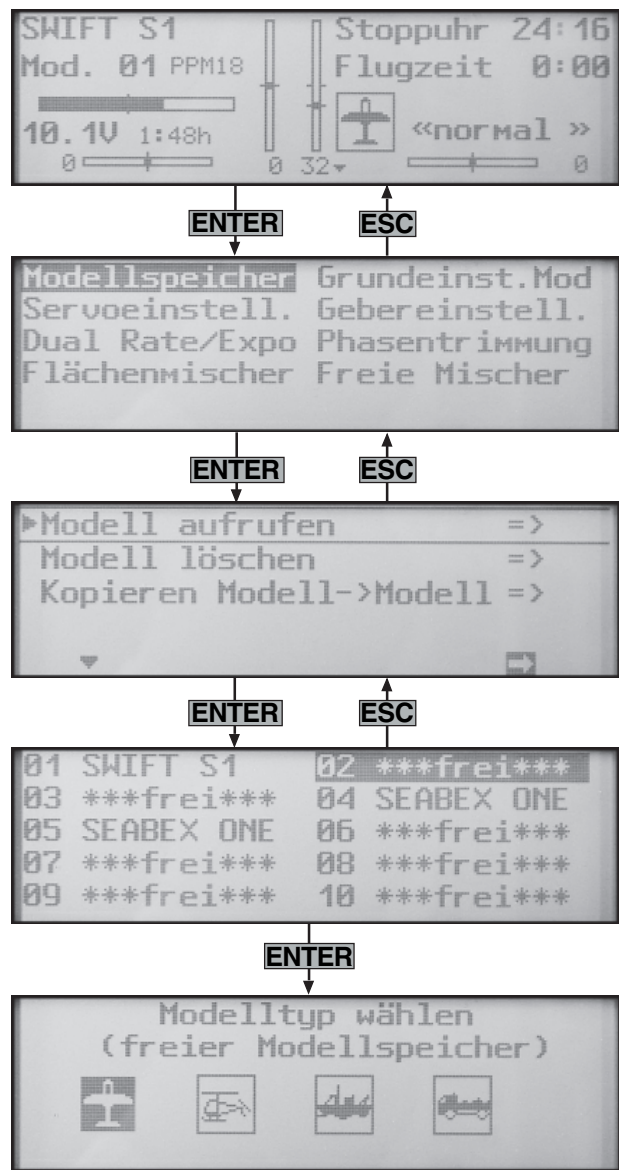 SWIFT S1 Stoppuhr 24:16
Mod. 01 PPM18 Flugzeit 0:00
10.1V 1:48h «normal »
0 0 32 0
ENTER ESC
Modellspeicher Grundeinst.Mod
Servoeinstell. Gebereinstell.
Dual Rate/Expo Phasentrimmung
Flächenmischer Freie Mischer
ENTER ESC
Modell aufrufen =>
Modell löschen =>
Kopieren Modell->Modell =>
ENTER ESC
01 SWIFT S1 02 ***frei***
03 ***frei*** 04 SEABEX ONE
05 SEABEX ONE 06 ***frei***
07 ***frei*** 08 ***frei***
09 ***frei*** 10 ***frei***
ENTER
Modelltyp wählen
(freier Modellspeicher)